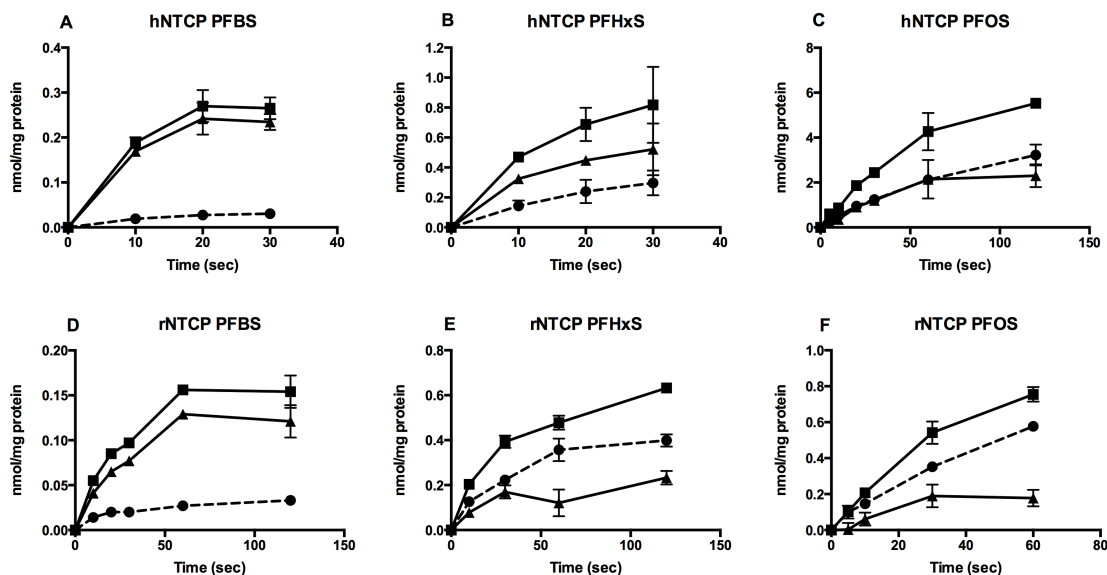 A hNTCP PFBS
nmol/mg protein
0.4
0.3
0.2
0.1
0.0
0 10 20 30 40
Time (sec)
B hNTCP PFHxS
nmol/mg protein
1.2
1.0
0.8
0.6
0.4
0.2
0.0
0 10 20 30 40
Time (sec)
C hNTCP PFOS
nmol/mg protein
8
6
4
2
0
0 50 100 150
Time (sec)
D rNTCP PFBS
nmol/mg protein
0.20
0.15
0.10
0.05
0.00
0 50 100 150
Time (sec)
E rNTCP PFHxS
nmol/mg protein
0.8
0.6
0.4
0.2
0.0
0 50 100 150
Time (sec)
F rNTCP PFOS
nmol/mg protein
1.0
0.8
0.6
0.4
0.2
0.0
0 20 40 60 80
Time (sec)